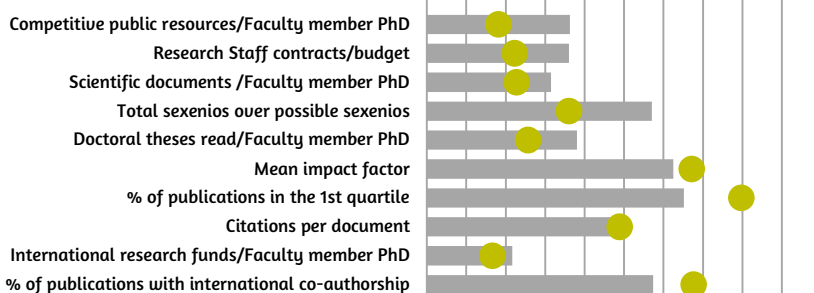 Competitive public resources/Faculty member PhD
Research Staff contracts/budget
Scientific documents /Faculty member PhD
Total sexenios over possible sexenios
Doctoral theses read/Faculty member PhD
Mean impact factor
% of publications in the 1st quartile
Citations per document
International research funds/Faculty member PhD
% of publications with international co-authorship